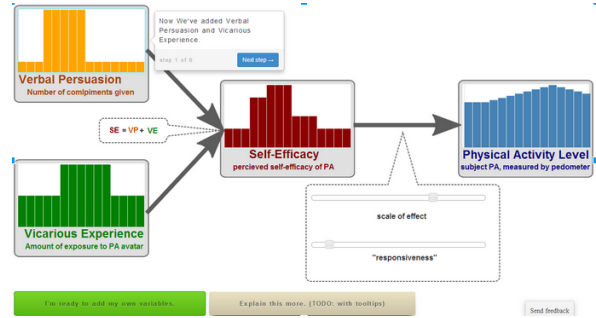 Now We've added Verbal
Persuasion and Vicarious
Experience.
step 1 of 6
Next step →
Verbal Persuasion
Number of comlpiments given
SE = VP + VE
Self-Efficacy
percieved self-efficacy of PA
Physical Activity Level
subject PA, measured by pedometer
Vicarious Experience
Amount of exposure to PA avatar
scale of effect
"responsiveness"
I'm ready to add my own variables.
Explain this more. (TODO: with tooltips)
Send feedback